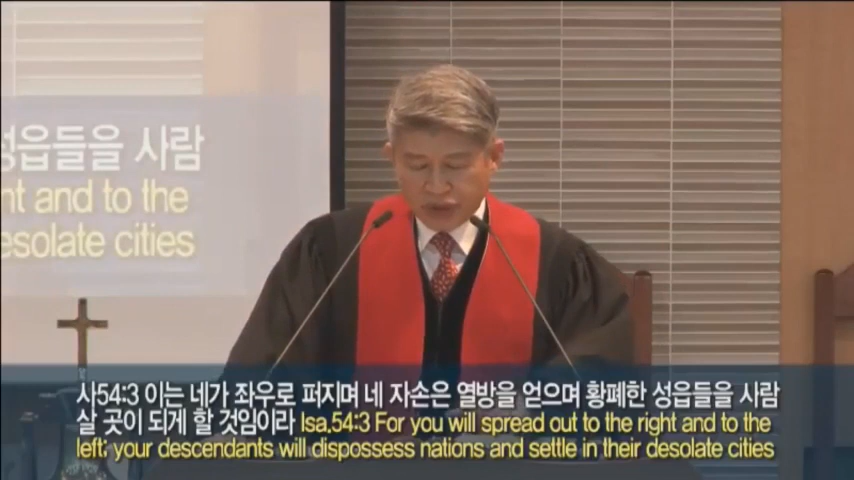 성읍들을 사람
nt and to the
desolate cities
사54:3 이는 네가 좌우로 퍼지며 네 자손은 열방을 얻으며 황폐한 성읍들을 사람
살 곳이 되게 할 것임이라 Isa.54:3 For you will spread out to the right and to the
left; your descendants will dispossess nations and settle in their desolate cities